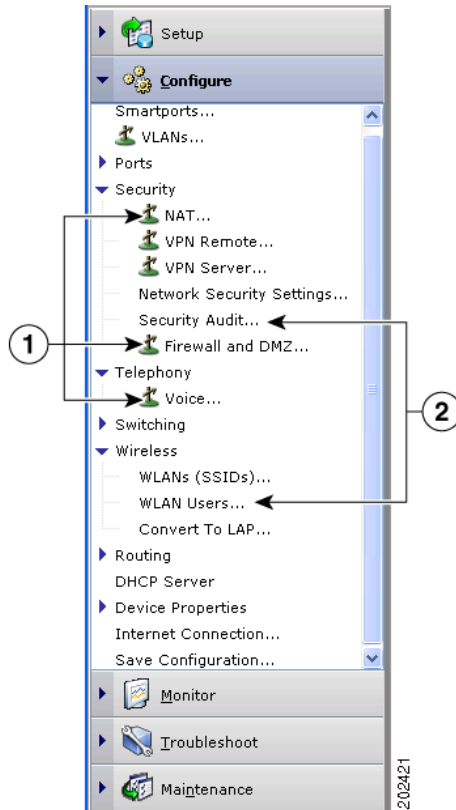 Setup
Configure
Smartports...
VLANs...
Ports
Security
NAT...
VPN Remote...
VPN Server...
Network Security Settings...
Security Audit...
1
Firewall and DMZ...
Telephony
Voice...
2
Switching
Wireless
WLANs (SSIDs)...
WLAN Users...
Convert To LAP...
Routing
DHCP Server
Device Properties
Internet Connection...
Save Configuration...
Monitor
Troubleshoot
Maintenance
202421